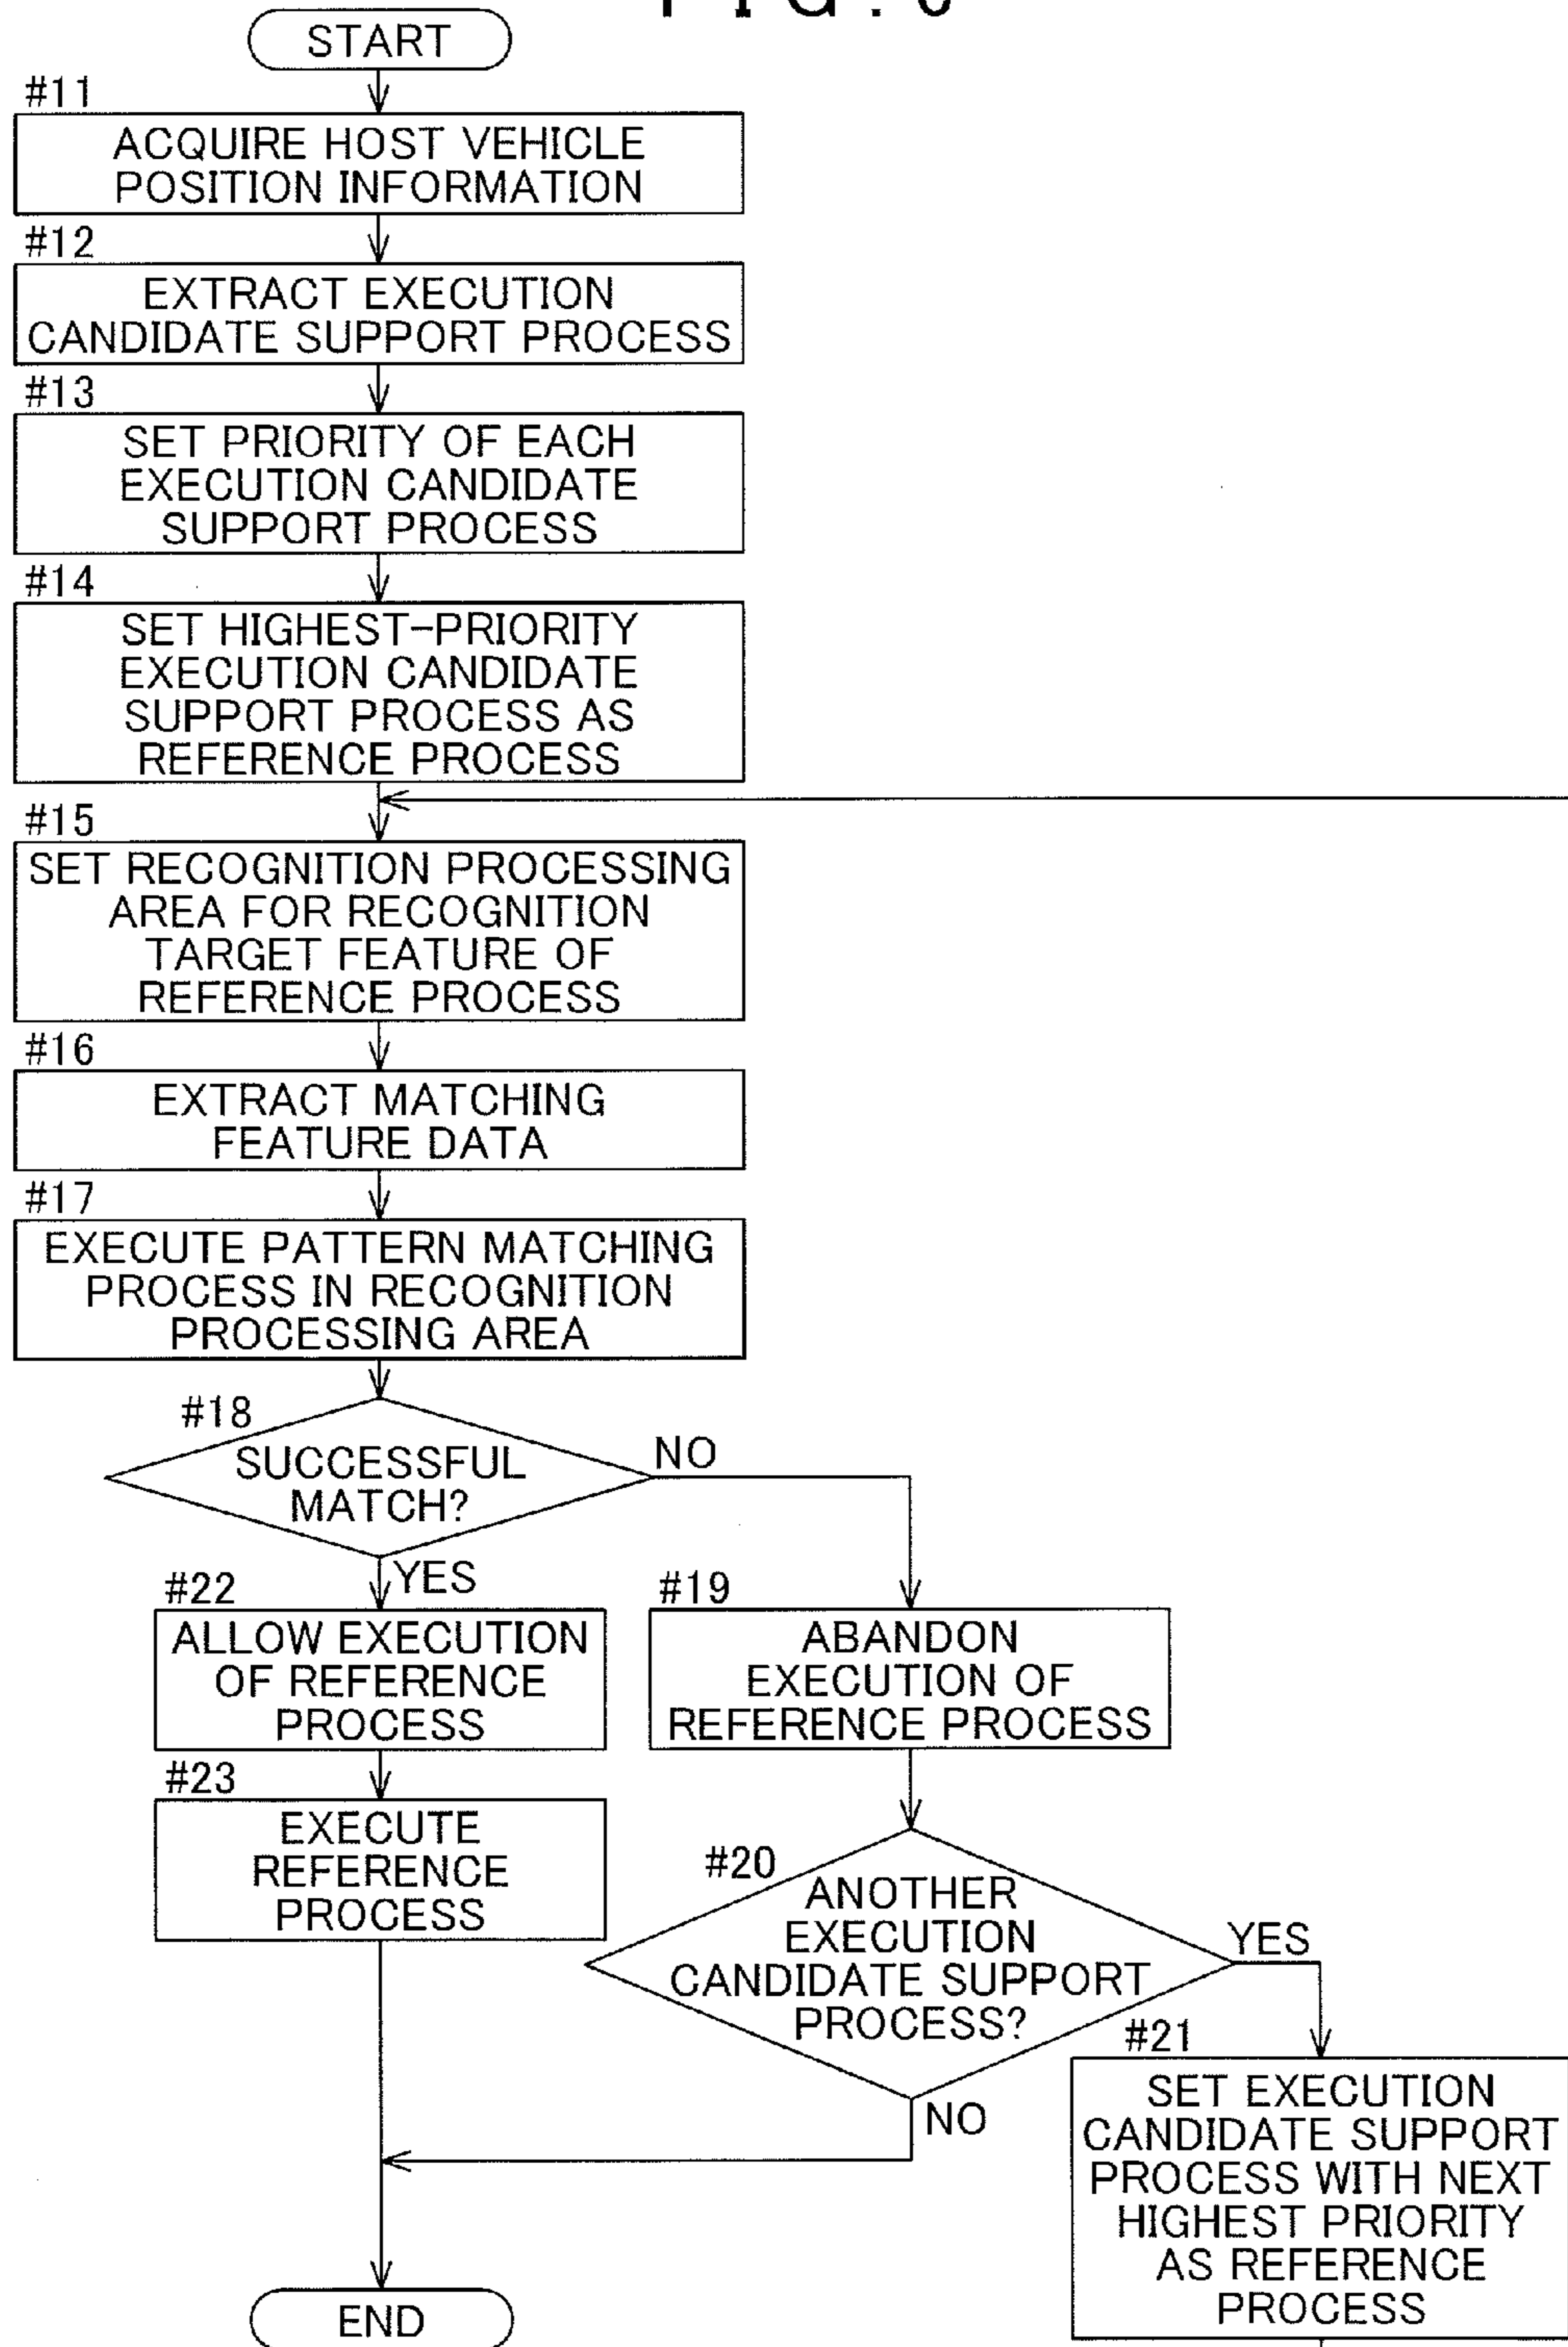 FIG.
START
#11
ACQUIRE HOST VEHICLE
POSITION INFORMATION
#12
EXTRACT EXECUTION
CANDIDATE SUPPORT PROCESS
#13
SET PRIORITY OF EACH
EXECUTION CANDIDATE
SUPPORT PROCESS
#14
SET HIGHEST-PRIORITY
EXECUTION CANDIDATE
SUPPORT PROCESS AS
REFERENCE PROCESS
#15
SET RECOGNITION PROCESSING
AREA FOR RECOGNITION
TARGET FEATURE OF
REFERENCE PROCESS
#16
EXTRACT MATCHING
FEATURE DATA
#17
EXECUTE PATTERN MATCHING
PROCESS IN RECOGNITION
PROCESSING AREA
#18
SUCCESSFUL
MATCH?
NO
YES
#22
ALLOW EXECUTION
OF REFERENCE
PROCESS
#23
EXECUTE
REFERENCE
PROCESS
#19
ABANDON
EXECUTION OF
REFERENCE PROCESS
#20
ANOTHER
EXECUTION
CANDIDATE SUPPORT
PROCESS?
YES
NO
#21
SET EXECUTION
CANDIDATE SUPPORT
PROCESS WITH NEXT
HIGHEST PRIORITY
AS REFERENCE
PROCESS
END